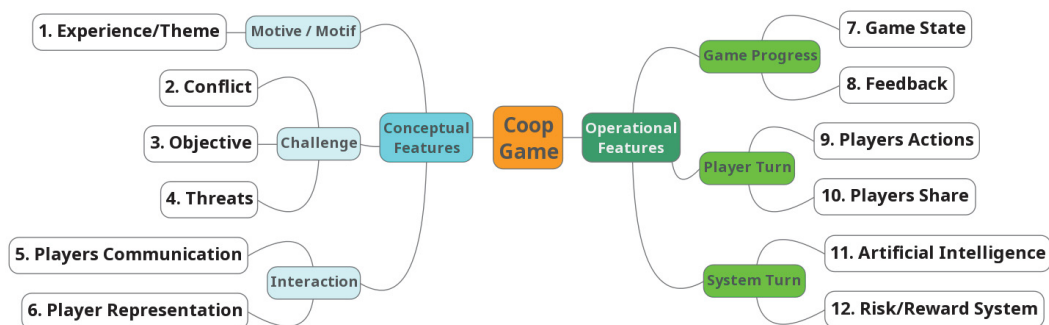 1. Experience/Theme
Motive / Motif
2. Conflict
3. Objective
Challenge
4. Threats
5. Players Communication
Interaction
6. Player Representation
Conceptual
Features
Coop
Game
Operational
Features
Game Progress
7. Game State
8. Feedback
Player Turn
9. Players Actions
10. Players Share
System Turn
11. Artificial Intelligence
12. Risk/Reward System